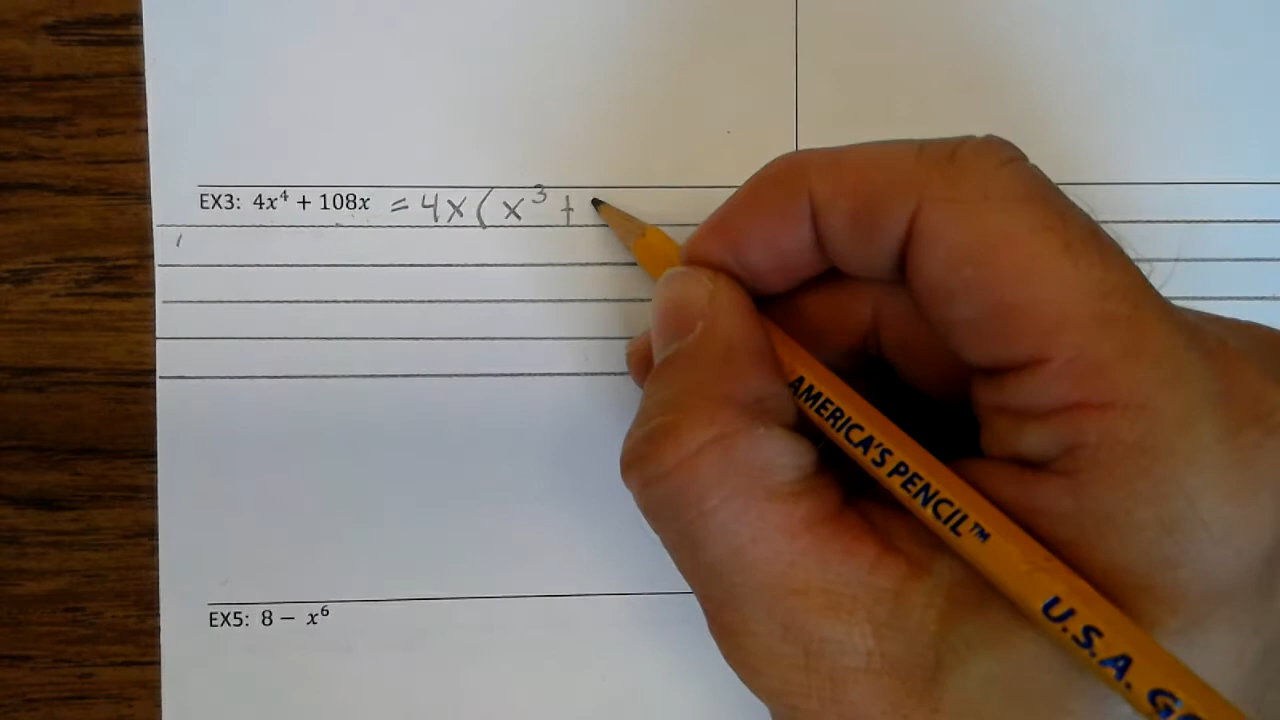 EX3: 4x⁴ + 108x = 4x(x³ +
AMERICA'S PENCIL™ U.S.A. G
EX5: 8 − x⁶